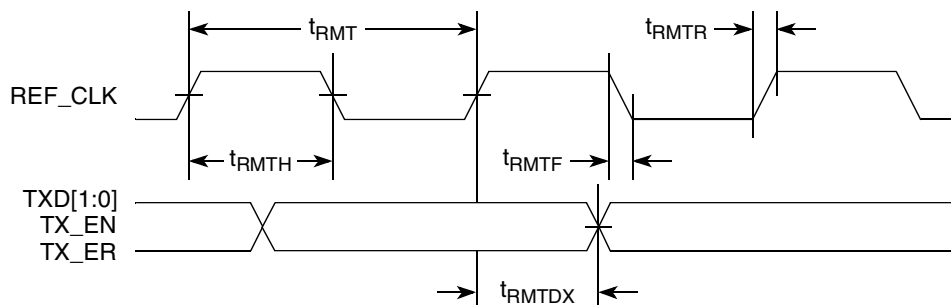 tRMT
tRMTR
REF_CLK
tRMTH
tRMTF
TXD[1:0]
TX_EN
TX_ER
tRMTDX